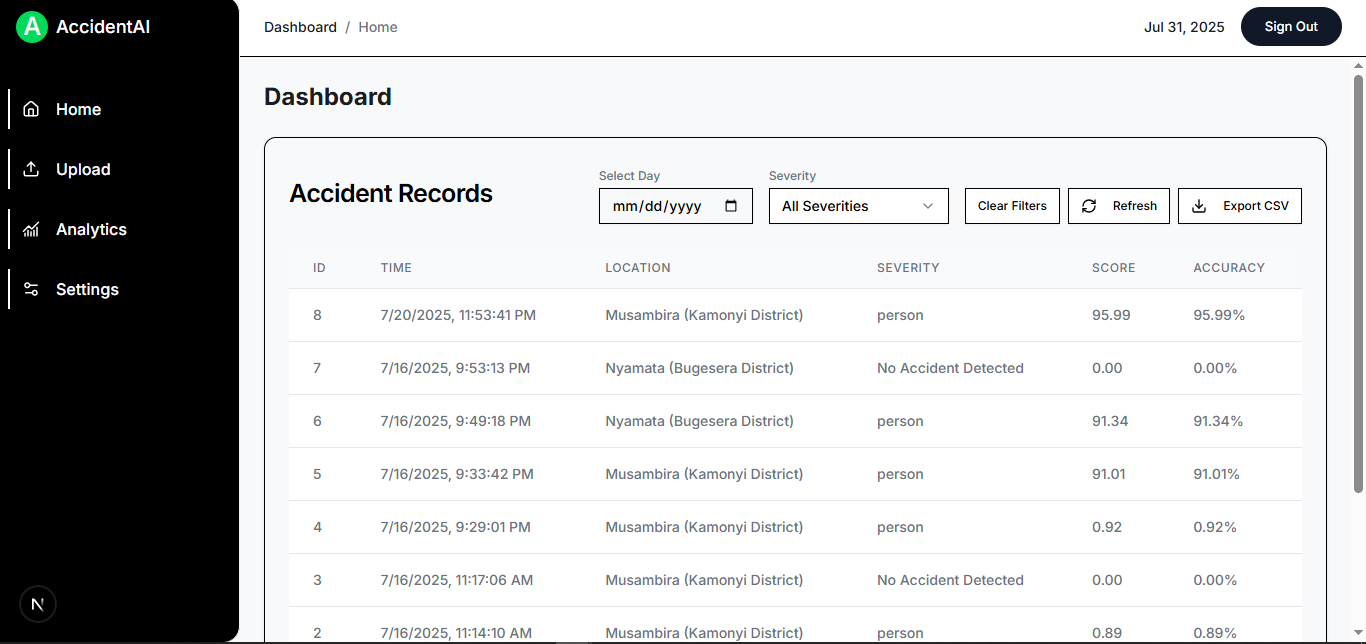 AccidentAI
Home
Upload
Analytics
Settings
N
Dashboard / Home
Jul 31, 2025
Sign Out
Dashboard
Accident Records
Select Day
mm/dd/yyyy
Severity
All Severities
Clear Filters
Refresh
Export CSV
ID TIME LOCATION SEVERITY SCORE ACCURACY
8 7/20/2025, 11:53:41 PM Musambira (Kamonyi District) person 95.99 95.99%
7 7/16/2025, 9:53:13 PM Nyamata (Bugesera District) No Accident Detected 0.00 0.00%
6 7/16/2025, 9:49:18 PM Nyamata (Bugesera District) person 91.34 91.34%
5 7/16/2025, 9:33:42 PM Musambira (Kamonyi District) person 91.01 91.01%
4 7/16/2025, 9:29:01 PM Musambira (Kamonyi District) person 0.92 0.92%
3 7/16/2025, 11:17:06 AM Musambira (Kamonyi District) No Accident Detected 0.00 0.00%
2 7/16/2025, 11:14:10 AM Musambira (Kamonyi District) person 0.89 0.89%